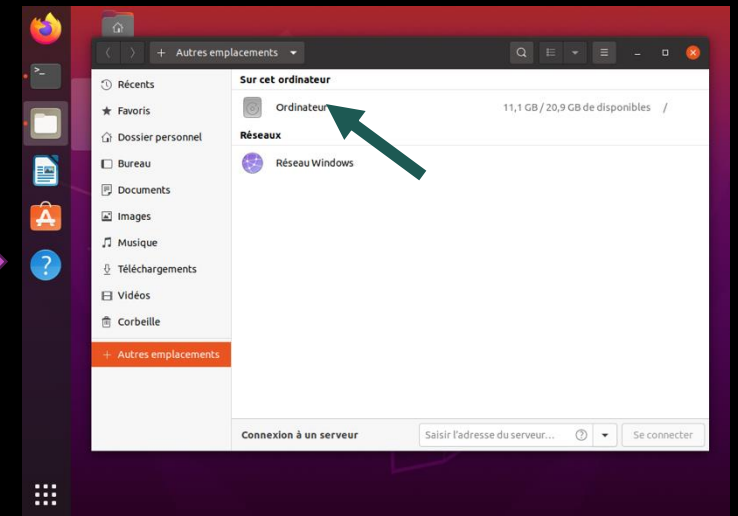 + Autres emplacements
Récents
Favoris
Dossier personnel
Bureau
Documents
Images
Musique
Téléchargements
Vidéos
Corbeille
+ Autres emplacements
Sur cet ordinateur
Ordinateur 11,1 GB / 20,9 GB de disponibles /
Réseaux
Réseau Windows
Connexion à un serveur Saisir l'adresse du serveur... ? Se connecter
>_
A
?